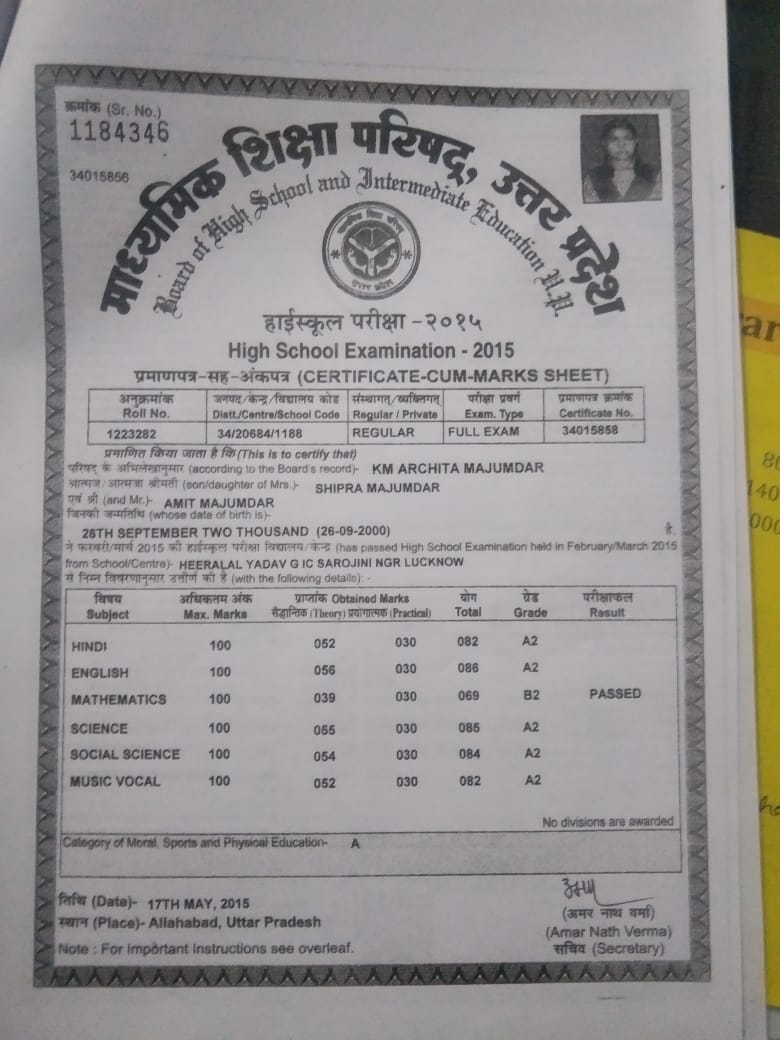 क्रमांक (Sr. No.)
1184346
34015856
माध्यमिक शिक्षा परिषद्, उत्तर प्रदेश
Board of High School and Intermediate Education U.P.
हाईस्कूल परीक्षा -२०१५
High School Examination - 2015
प्रमाणपत्र-सह-अंकपत्र (CERTIFICATE-CUM-MARKS SHEET)
अनुक्रमांक जनपद/केन्द्र/विद्यालय कोड संस्थागत/व्यक्तिगत परीक्षा प्रवर्ग प्रमाणपत्र क्रमांक
Roll No. Distt./Centre/School Code Regular / Private Exam. Type Certificate No.
1223282 34/20684/1188 REGULAR FULL EXAM 34015858
प्रमाणित किया जाता है कि (This is to certify that)
परिषद के अभिलेखानुसार (according to the Board's record)- KM ARCHITA MAJUMDAR
आत्मज/आत्मजा श्रीमती (son/daughter of Mrs.)- SHIPRA MAJUMDAR
एवं श्री (and Mr.)- AMIT MAJUMDAR
जिनकी जन्मतिथि (whose date of birth is)-
26TH SEPTEMBER TWO THOUSAND (26-09-2000) है
ने फरवरी/मार्च 2015 की हाईस्कूल परीक्षा विद्यालय/केन्द्र (has passed High School Examination held in February/March 2015
from School/Centre)- HEERALAL YADAV G IC SAROJINI NGR LUCKNOW
से निम्न विवरणानुसार उत्तीर्ण की है (with the following details): -
विषय अधिकतम अंक प्राप्तांक Obtained Marks योग ग्रेड परीक्षाफल
Subject Max. Marks सैद्धान्तिक (Theory) प्रयोगात्मक (Practical) Total Grade Result
HINDI 100 052 030 082 A2
ENGLISH 100 056 030 086 A2
MATHEMATICS 100 039 030 069 B2 PASSED
SCIENCE 100 055 030 085 A2
SOCIAL SCIENCE 100 054 030 084 A2
MUSIC VOCAL 100 052 030 082 A2
No divisions are awarded
Category of Moral, Sports and Physical Education- A
तिथि (Date)- 17TH MAY, 2015
स्थान (Place)- Allahabad, Uttar Pradesh
Note : For Important Instructions see overleaf.
(अमर नाथ वर्मा)
(Amar Nath Verma)
सचिव (Secretary)